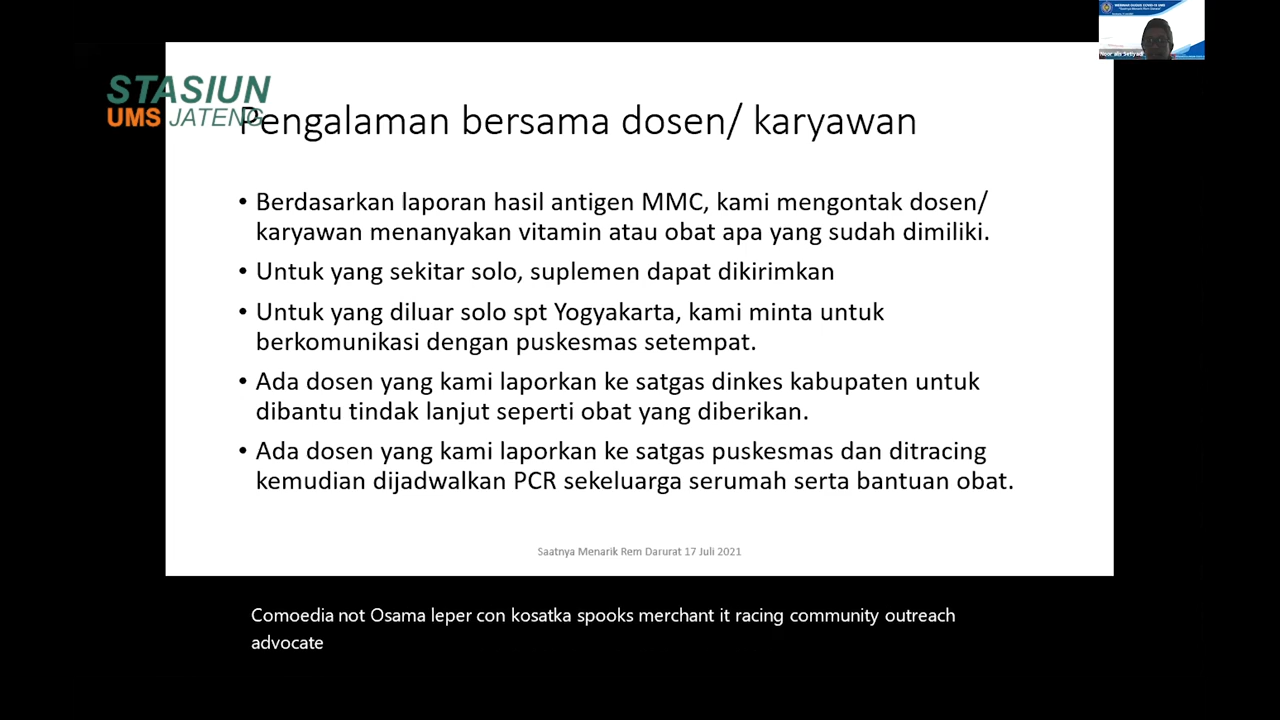 WEBINAR SATGAS COVID-19 UMS
STASIUN
UMS JATENG
Pengalaman bersama dosen/ karyawan
• Berdasarkan laporan hasil antigen MMC, kami mengontak dosen/
karyawan menanyakan vitamin atau obat apa yang sudah dimiliki.
• Untuk yang sekitar solo, suplemen dapat dikirimkan
• Untuk yang diluar solo spt Yogyakarta, kami minta untuk
berkomunikasi dengan puskesmas setempat.
• Ada dosen yang kami laporkan ke satgas dinkes kabupaten untuk
dibantu tindak lanjut seperti obat yang diberikan.
• Ada dosen yang kami laporkan ke satgas puskesmas dan ditracing
kemudian dijadwalkan PCR sekeluarga serumah serta bantuan obat.
Saatnya Menarik Rem Darurat 17 Juli 2021
Comoedia not Osama leper con kosatka spooks merchant it racing community outreach
advocate